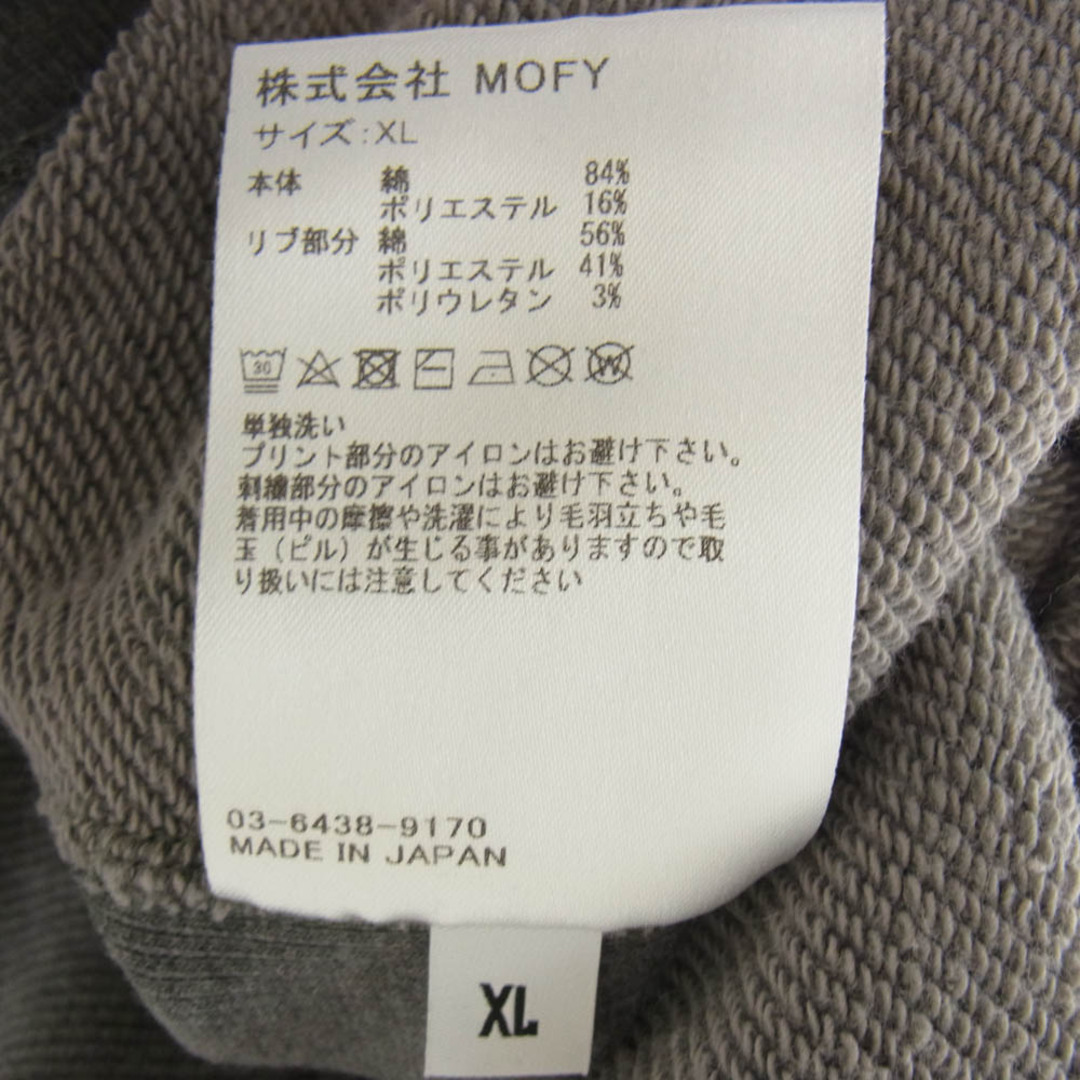 株式会社 MOFY
サイズ:XL
本体 綿 84%
ポリエステル 16%
リブ部分 綿 56%
ポリエステル 41%
ポリウレタン 3%
30
W
単独洗い
プリント部分のアイロンはお避け下さい。
刺繍部分のアイロンはお避け下さい。
着用中の摩擦や洗濯により毛羽立ちや毛
玉（ピル）が生じる事がありますので取
り扱いには注意してください
03-6438-9170
MADE IN JAPAN
XL